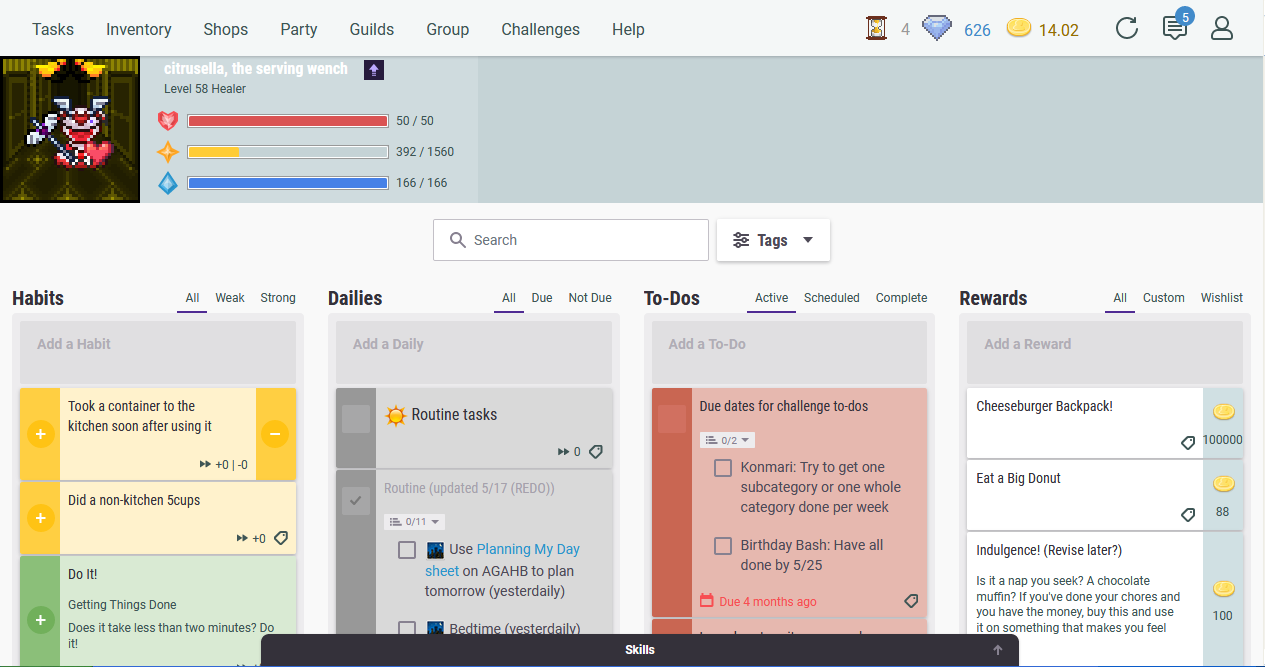 Tasks Inventory Shops Party Guilds Group Challenges Help 4 626 14.02 5
citrusella, the serving wench
Level 58 Healer
50 / 50
392 / 1560
166 / 166
Search Tags
Habits All Weak Strong
Add a Habit
Took a container to the
kitchen soon after using it
+0 | -0
Did a non-kitchen 5cups
+0
Do It!
Getting Things Done
Does it take less than two minutes? Do
it!
Dailies All Due Not Due
Add a Daily
Routine tasks
0
Routine (updated 5/17 (REDO))
0/11
Use Planning My Day
sheet on AGAHB to plan
tomorrow (yesterdaily)
Bedtime (yesterdaily)
To-Dos Active Scheduled Complete
Add a To-Do
Due dates for challenge to-dos
0/2
Konmari: Try to get one
subcategory or one whole
category done per week
Birthday Bash: Have all
done by 5/25
Due 4 months ago
Rewards All Custom Wishlist
Add a Reward
Cheeseburger Backpack!
100000
Eat a Big Donut
88
Indulgence! (Revise later?)
Is it a nap you seek? A chocolate
muffin? If you've done your chores and
you have the money, buy this and use
it on something that makes you feel
100
Skills